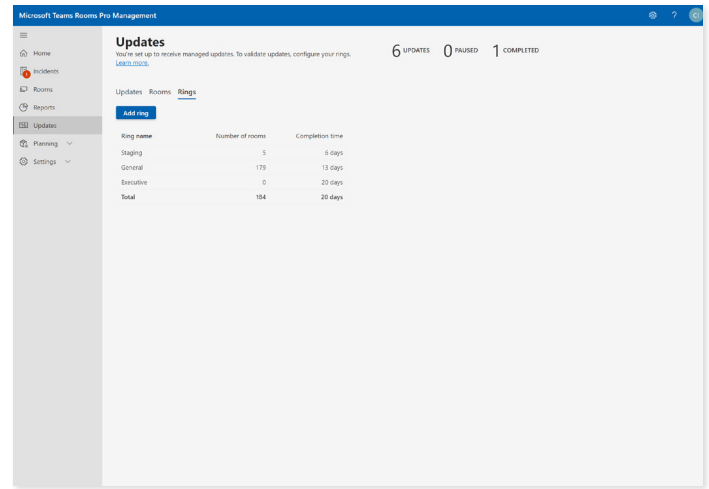 Microsoft Teams Rooms Pro Management
?
CI
Home
Incidents
Rooms
Reports
Updates
Planning
Settings
Updates
You're set up to receive managed updates. To validate updates, configure your rings.
Learn more.
6 UPDATES 0 PAUSED 1 COMPLETED
Updates Rooms Rings
Add ring
Ring name Number of rooms Completion time
Staging 5 6 days
General 179 13 days
Executive 0 20 days
Total 184 20 days